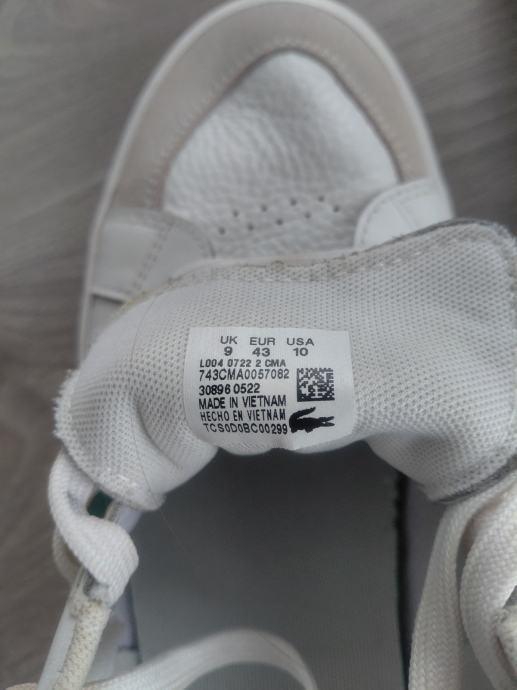 UK EUR USA
9 43 10
L004 0722 2 CMA
743CMA0057082
30896 0522
MADE IN VIETNAM
HECHO EN VIETNAM
TCS0D0BC00299